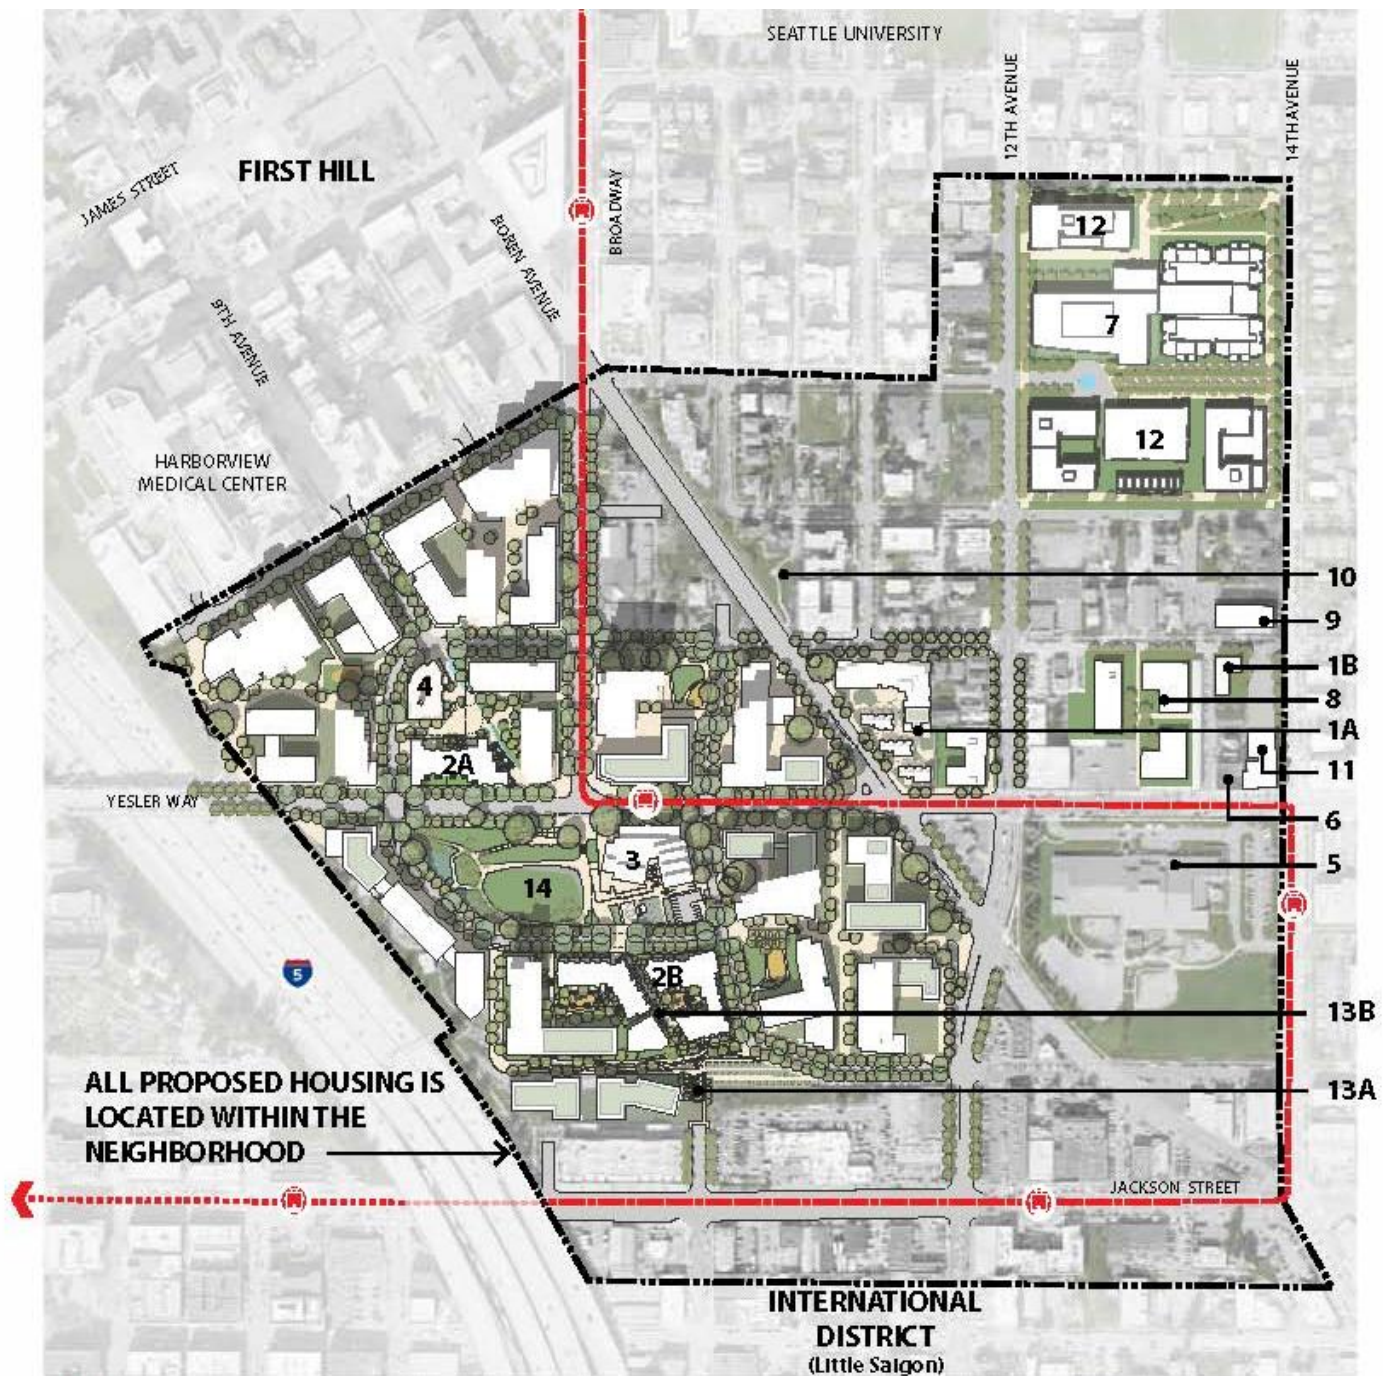 SEATTLE UNIVERSITY
12TH AVENUE
14TH AVENUE
FIRST HILL
JAMES STREET
BROADWAY
BOREN AVENUE
9TH AVENUE
12
7
12
HARBORVIEW
MEDICAL CENTER
10
9
1B
4
8
1A
2A
11
YESLER WAY
6
3
5
14
5
2B
13B
ALL PROPOSED HOUSING IS
LOCATED WITHIN THE
NEIGHBORHOOD
13A
JACKSON STREET
INTERNATIONAL
DISTRICT
(Little Saigon)